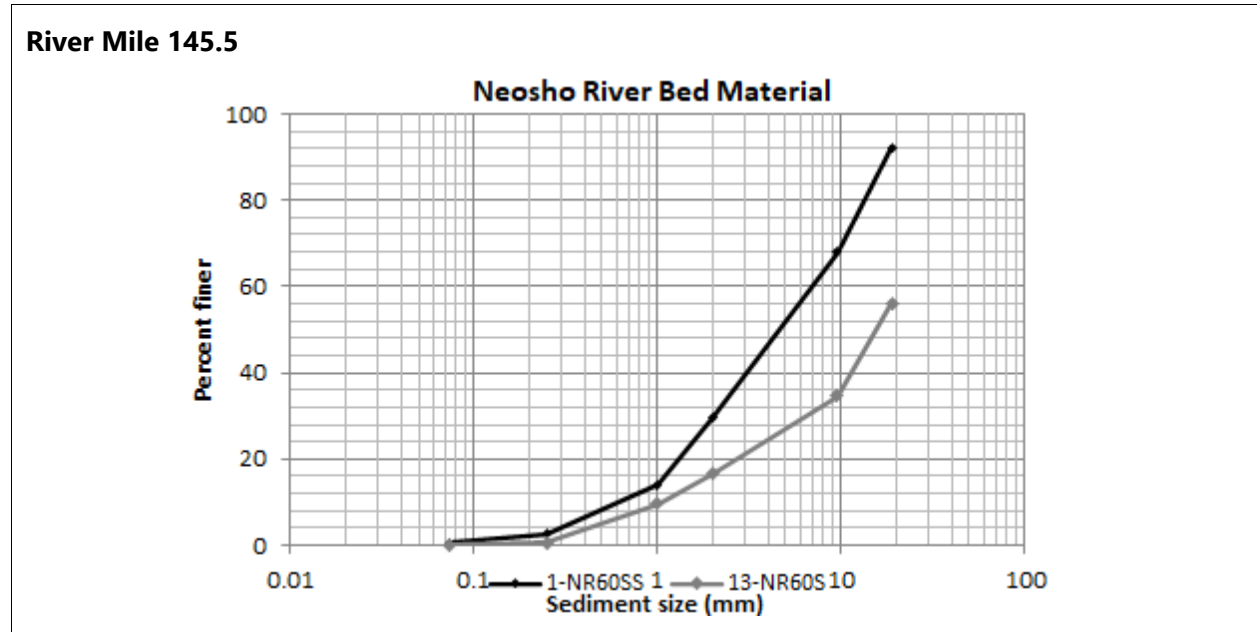 River Mile 145.5
Neosho River Bed Material
100
80
60
40
20
0
Percent finer
0.01 0.1 1 10 100
1-NR60SS 13-NR60S
Sediment size (mm)